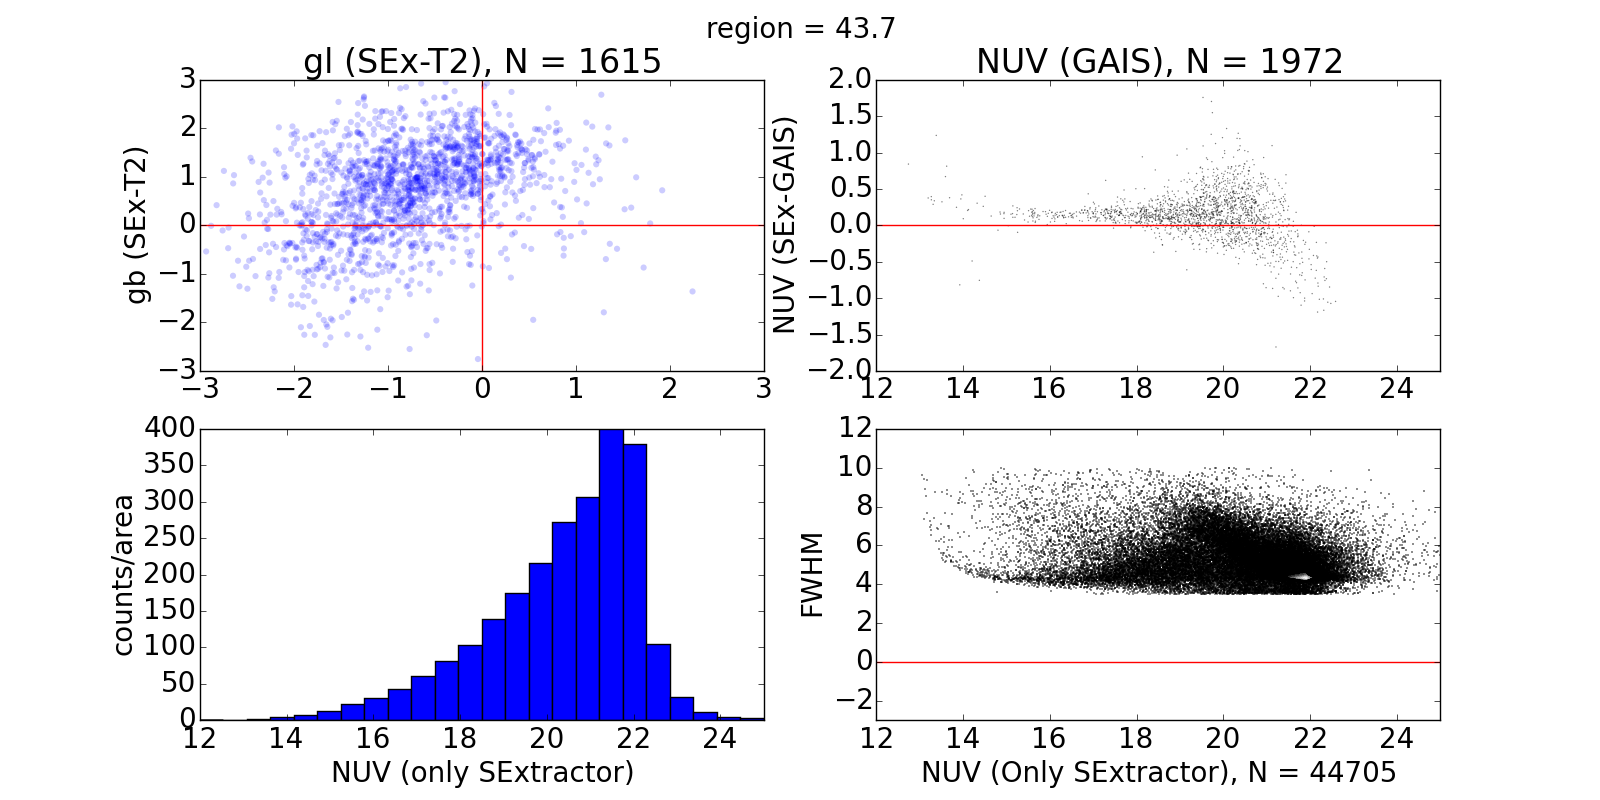 region = 43.7
gl (SEx-T2), N = 1615
3
2
1
0
−1
−2
−3
gb (SEx-T2)
−3 −2 −1 0 1 2 3
NUV (GAIS), N = 1972
2.0
1.5
1.0
0.5
0.0
−0.5
−1.0
−1.5
−2.0
NUV (SEx-GAIS)
12 14 16 18 20 22 24
400
350
300
250
200
150
100
50
0
counts/area
12 14 16 18 20 22 24
NUV (only SExtractor)
12
10
8
6
4
2
0
−2
FWHM
12 14 16 18 20 22 24
NUV (Only SExtractor), N = 44705